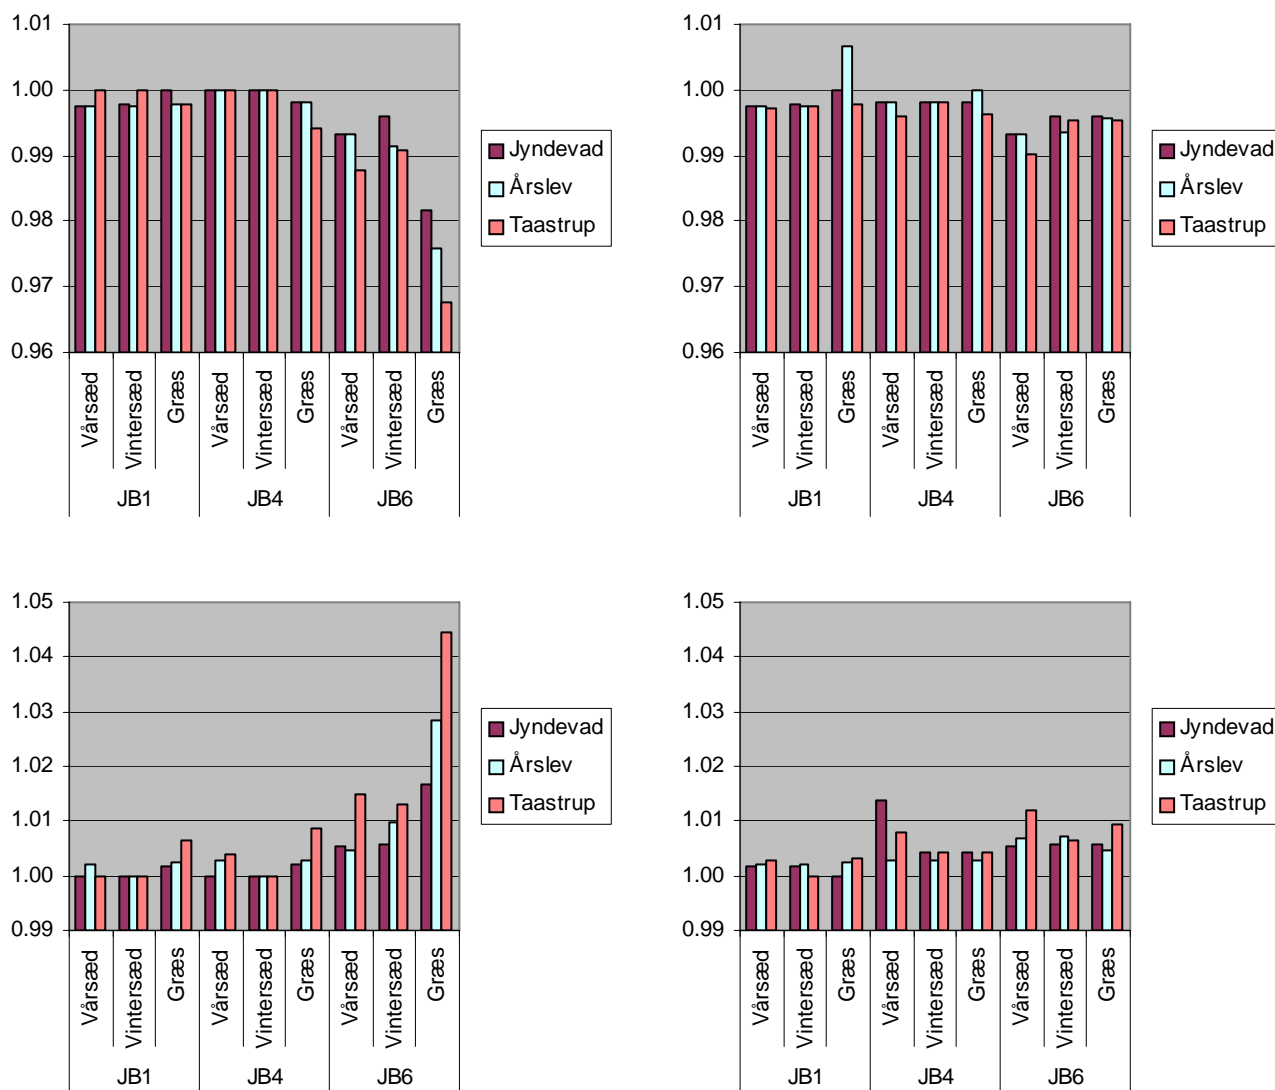 1.01
1.00
0.99
0.98
0.97
0.96
Vårsæd
Vintersæd
Græs
Vårsæd
Vintersæd
Græs
Vårsæd
Vintersæd
Græs
JB1
JB4
JB6
Jyndevad
Årslev
Taastrup
1.01
1.00
0.99
0.98
0.97
0.96
Vårsæd
Vintersæd
Græs
Vårsæd
Vintersæd
Græs
Vårsæd
Vintersæd
Græs
JB1
JB4
JB6
Jyndevad
Årslev
Taastrup
1.05
1.04
1.03
1.02
1.01
1.00
0.99
Vårsæd
Vintersæd
Græs
Vårsæd
Vintersæd
Græs
Vårsæd
Vintersæd
Græs
JB1
JB4
JB6
Jyndevad
Årslev
Taastrup
1.05
1.04
1.03
1.02
1.01
1.00
0.99
Vårsæd
Vintersæd
Græs
Vårsæd
Vintersæd
Græs
Vårsæd
Vintersæd
Græs
JB1
JB4
JB6
Jyndevad
Årslev
Taastrup